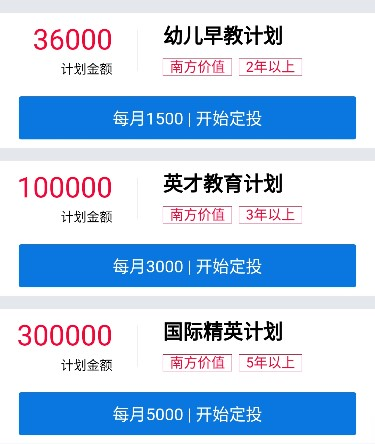 36000
幼儿早教计划
计划金额
南方价值 2年以上
每月1500 | 开始定投
100000
英才教育计划
计划金额
南方价值 3年以上
每月3000 | 开始定投
300000
国际精英计划
计划金额
南方价值 5年以上
每月5000 | 开始定投